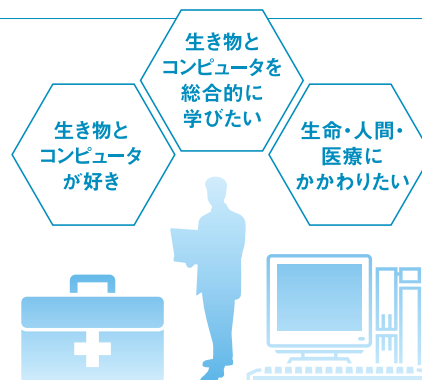 生き物と
コンピュータを
総合的に
学びたい
生き物と
コンピュータ
が好き
生命・人間・
医療に
かかわりたい